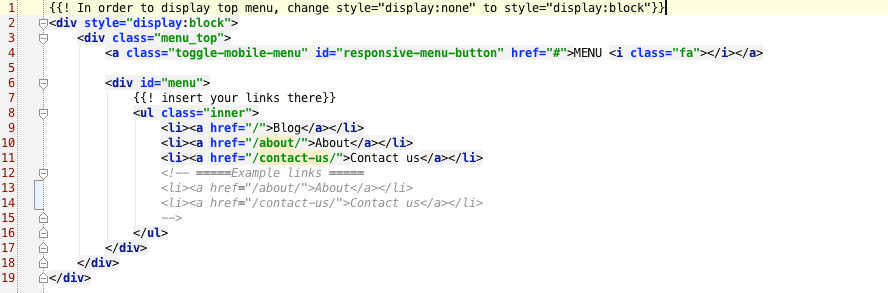 1 {{! In order to display top menu, change style="display:none" to style="display:block"}}
2 <div style="display:block">
3 <div class="menu_top">
4 <a class="toggle-mobile-menu" id="responsive-menu-button" href="#">MENU <i class="fa"></i></a>
5
6 <div id="menu">
7 {{! insert your links there}}
8 <ul class="inner">
9 <li><a href="/">Blog</a></li>
10 <li><a href="/about/">About</a></li>
11 <li><a href="/contact-us/">Contact us</a></li>
12 <!-- =====Example links =====
13 <li><a href="/about/">About</a></li>
14 <li><a href="/contact-us/">Contact us</a></li>
15 -->
16 </ul>
17 </div>
18 </div>
19 </div>